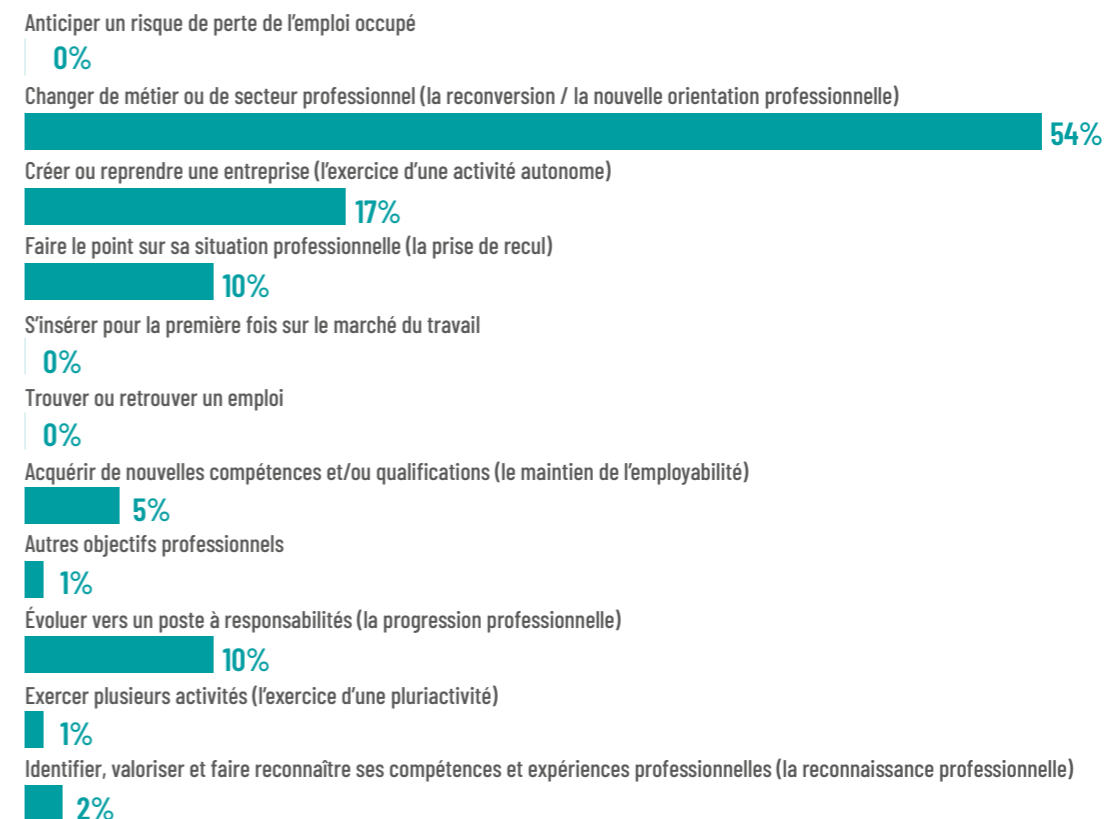 Anticiper un risque de perte de l’emploi occupé
0%
Changer de métier ou de secteur professionnel (la reconversion / la nouvelle orientation professionnelle)
54%
Créer ou reprendre une entreprise (l’exercice d’une activité autonome)
17%
Faire le point sur sa situation professionnelle (la prise de recul)
10%
S’insérer pour la première fois sur le marché du travail
0%
Trouver ou retrouver un emploi
0%
Acquérir de nouvelles compétences et/ou qualifications (le maintien de l’employabilité)
5%
Autres objectifs professionnels
1%
Évoluer vers un poste à responsabilités (la progression professionnelle)
10%
Exercer plusieurs activités (l’exercice d’une pluriactivité)
1%
Identifier, valoriser et faire reconnaître ses compétences et expériences professionnelles (la reconnaissance professionnelle)
2%